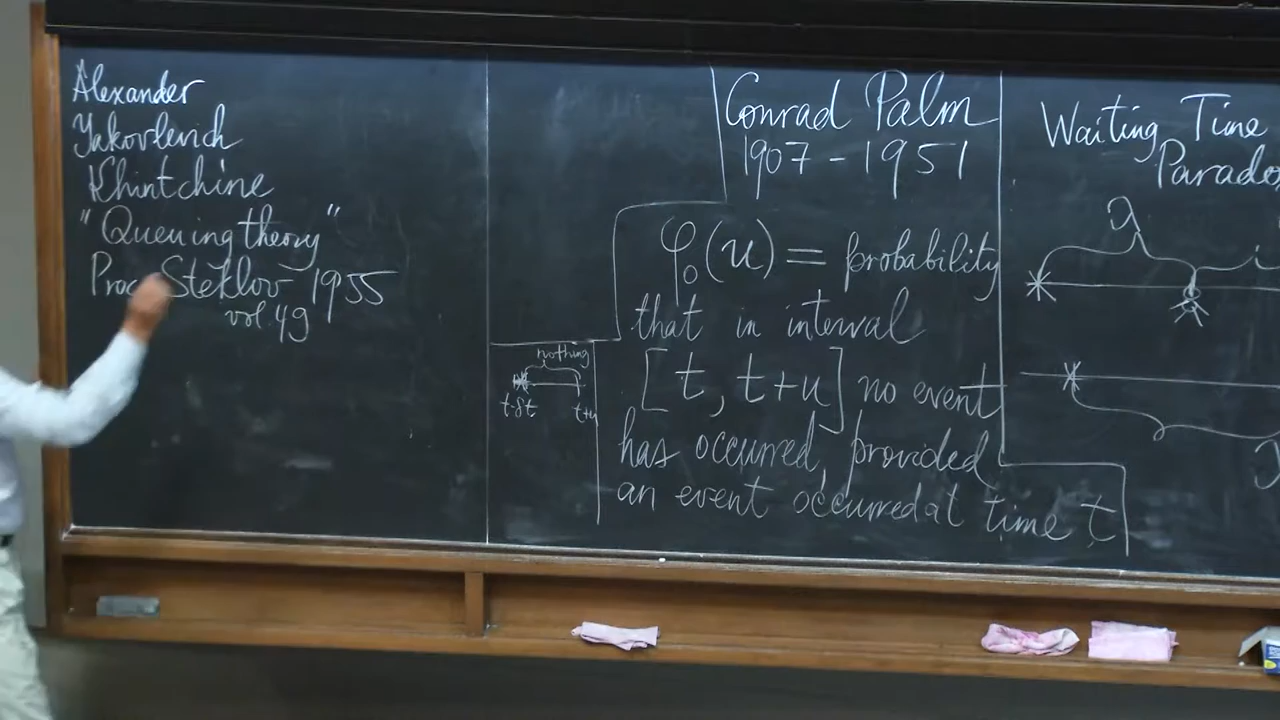 Alexander
Yakovlevich
Khintchine
"Queuing theory"
Proc Steklov 1955
vol. 49
nothing
t-δt
t+u
Conrad Palm
1907 - 1951
φ₀(u) = probability
that in interval
[t, t+u] no event
has occurred, provided
an event occurred at time t
Waiting Time